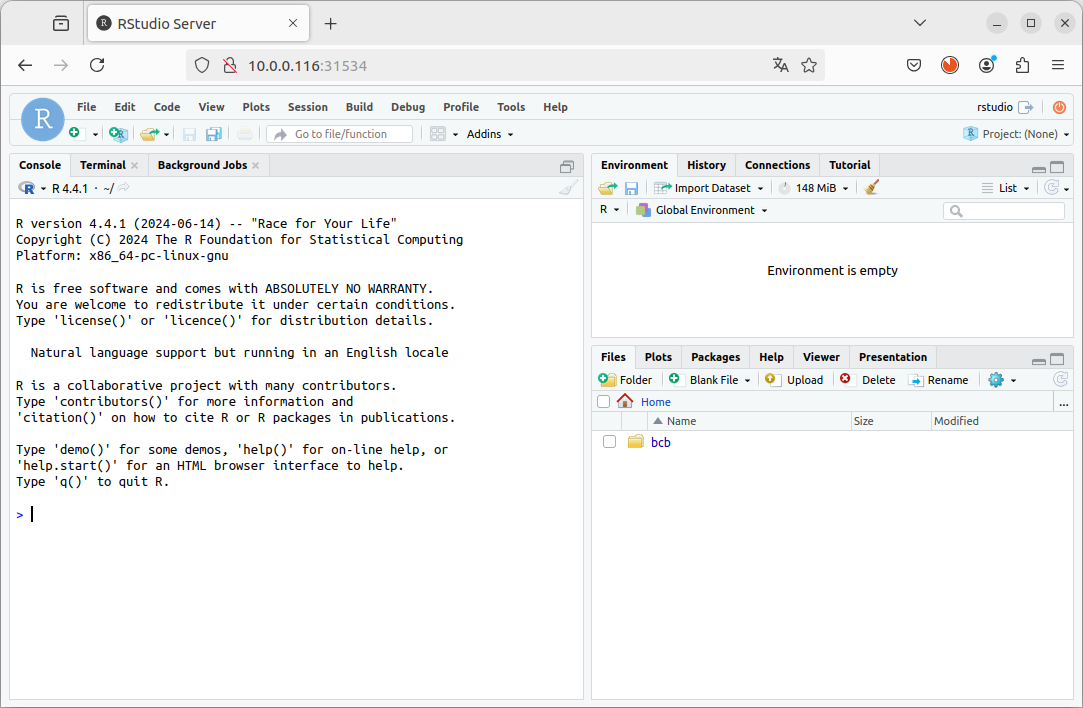 RStudio Server
10.0.0.116:31534
File Edit Code View Plots Session Build Debug Profile Tools Help
rstudio
R
Go to file/function
Addins
Project: (None)
Console Terminal Background Jobs
R 4.4.1 · ~/
R version 4.4.1 (2024-06-14) -- "Race for Your Life"
Copyright (C) 2024 The R Foundation for Statistical Computing
Platform: x86_64-pc-linux-gnu
R is free software and comes with ABSOLUTELY NO WARRANTY.
You are welcome to redistribute it under certain conditions.
Type 'license()' or 'licence()' for distribution details.
Natural language support but running in an English locale
R is a collaborative project with many contributors.
Type 'contributors()' for more information and
'citation()' on how to cite R or R packages in publications.
Type 'demo()' for some demos, 'help()' for on-line help, or
'help.start()' for an HTML browser interface to help.
Type 'q()' to quit R.
>
Environment History Connections Tutorial
Import Dataset 148 MiB List
R Global Environment
Environment is empty
Files Plots Packages Help Viewer Presentation
Folder Blank File Upload Delete Rename
Home ...
Name Size Modified
bcb